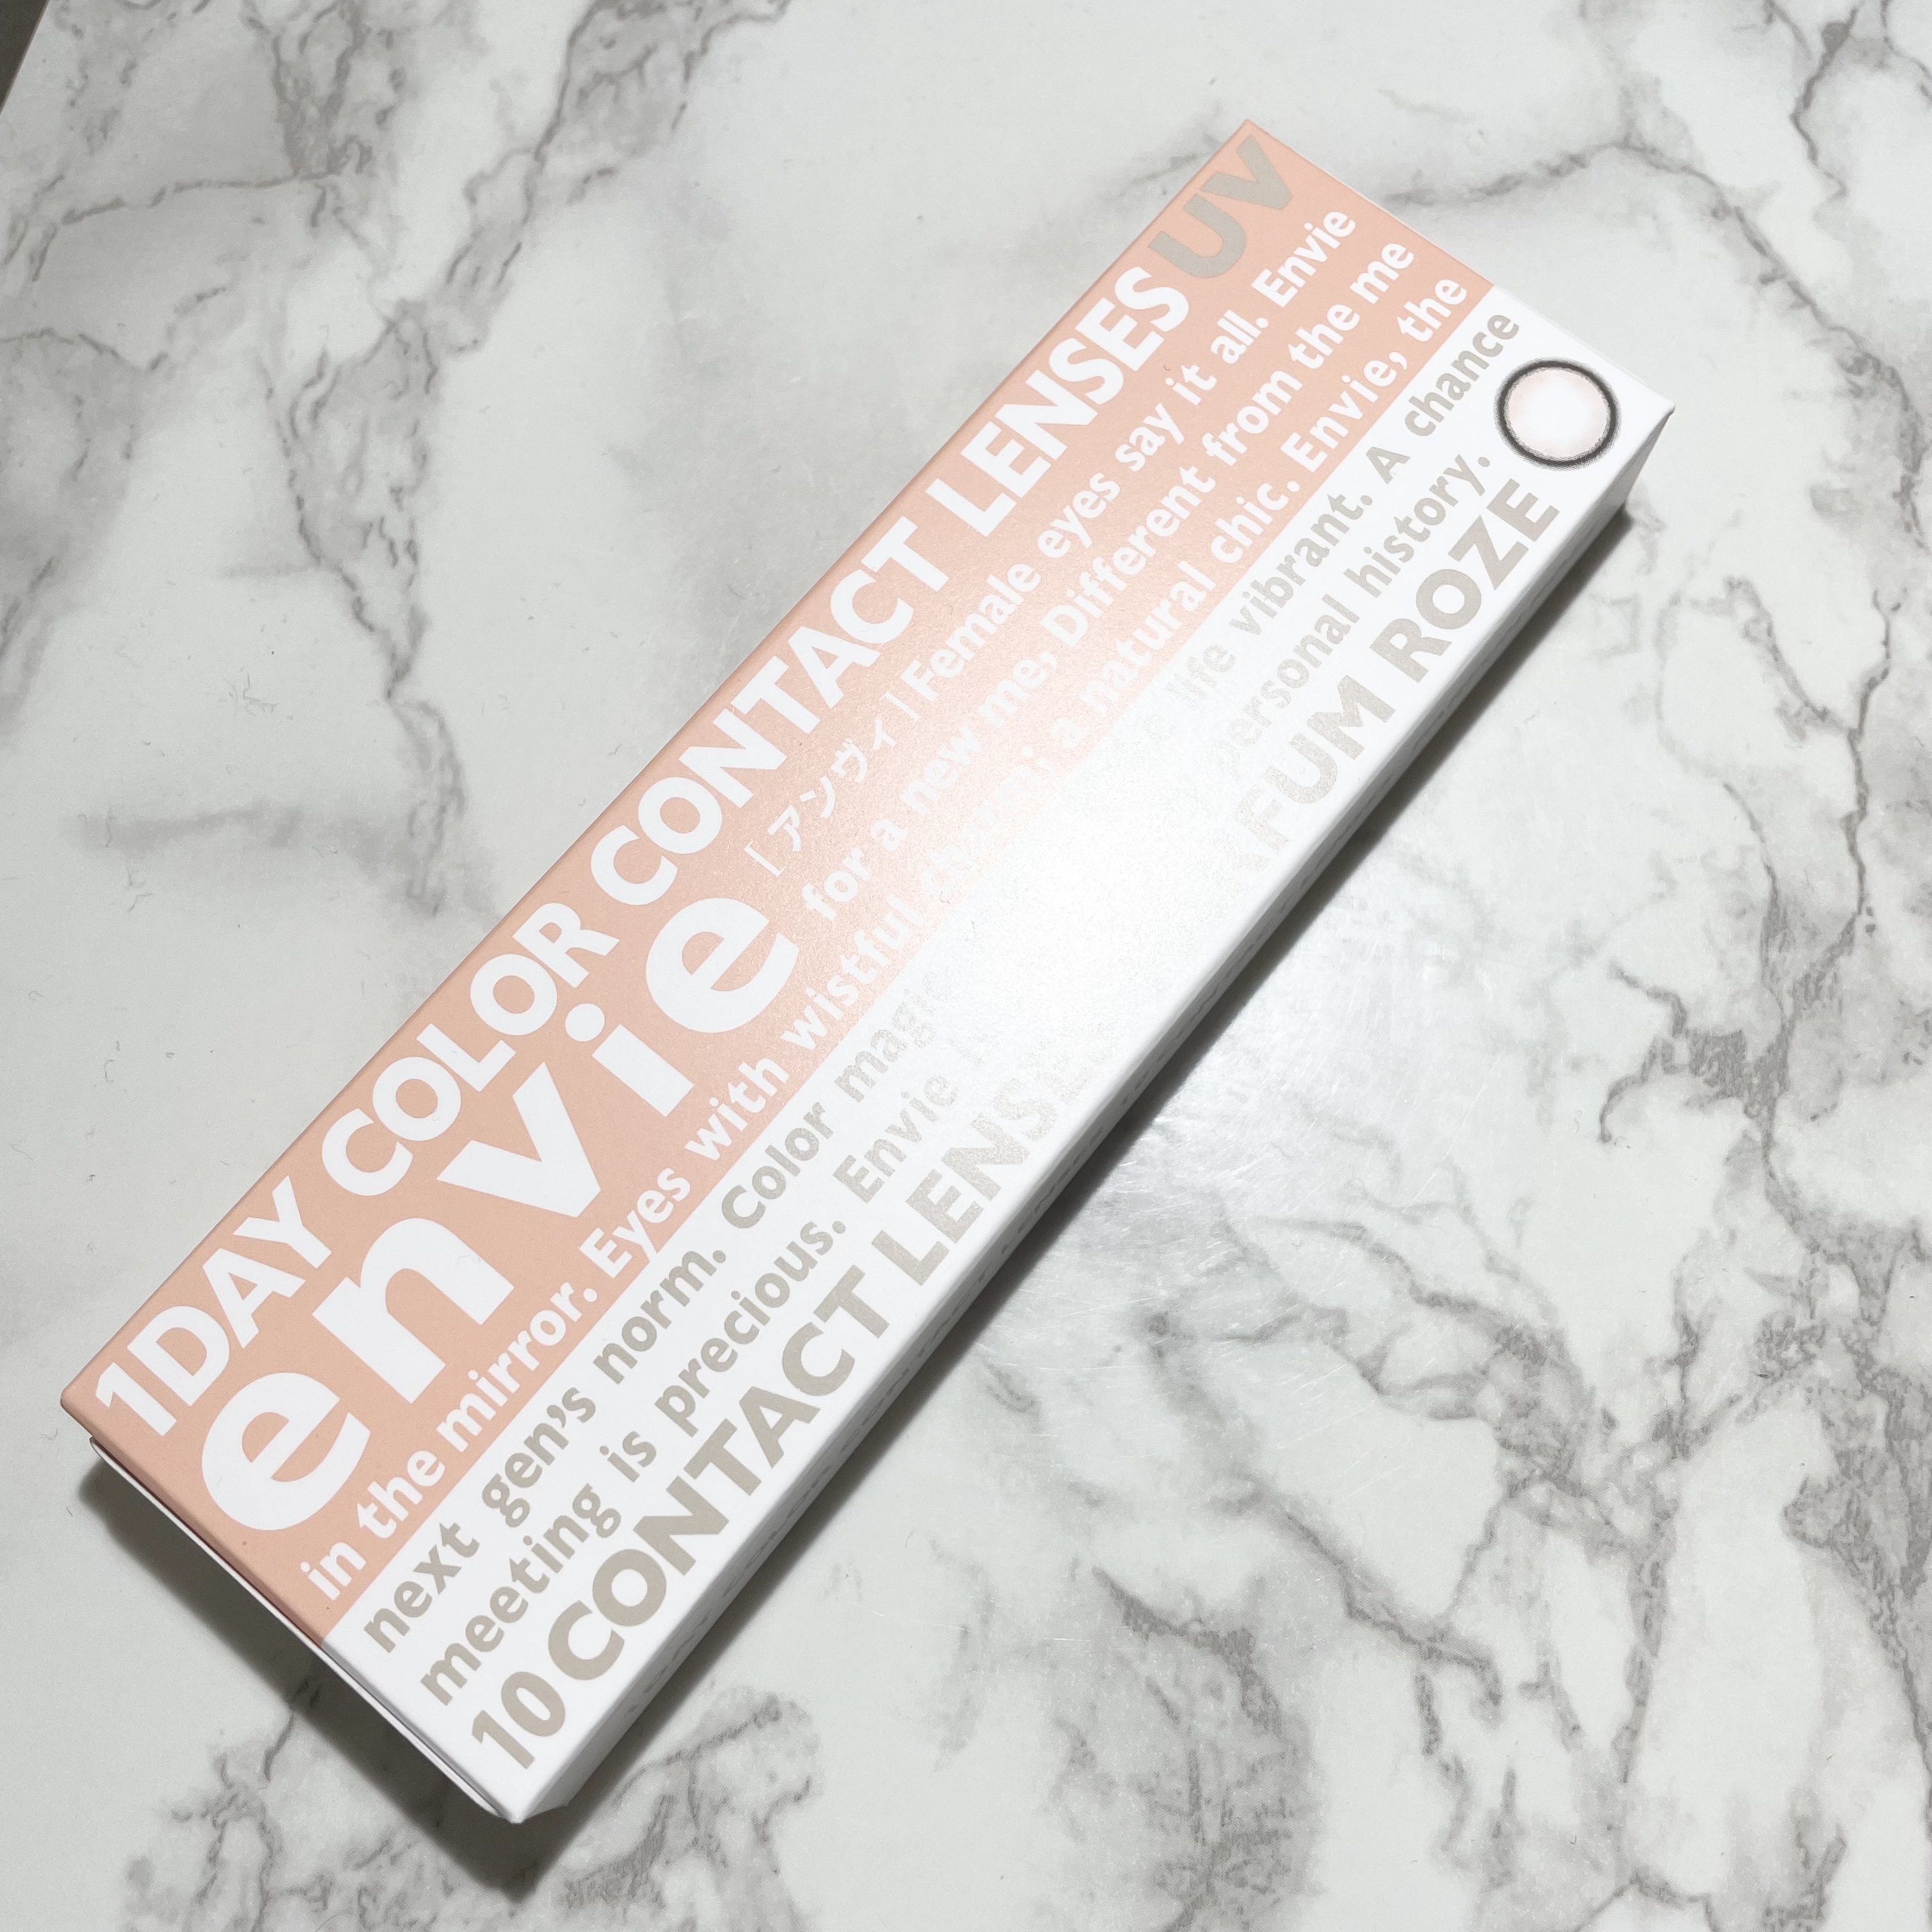 1DAY COLOR CONTACT LENSES UV
envie
[アンヴィ] Female eyes say it all. Envie
for a new me, Different from the me
in the mirror. Eyes with wistful charm; a natural chic. Envie, the
next gen's norm. Color magic life vibrant. A chance
meeting is precious. Envie personal history.
10 CONTACT LENSE FUM ROZE